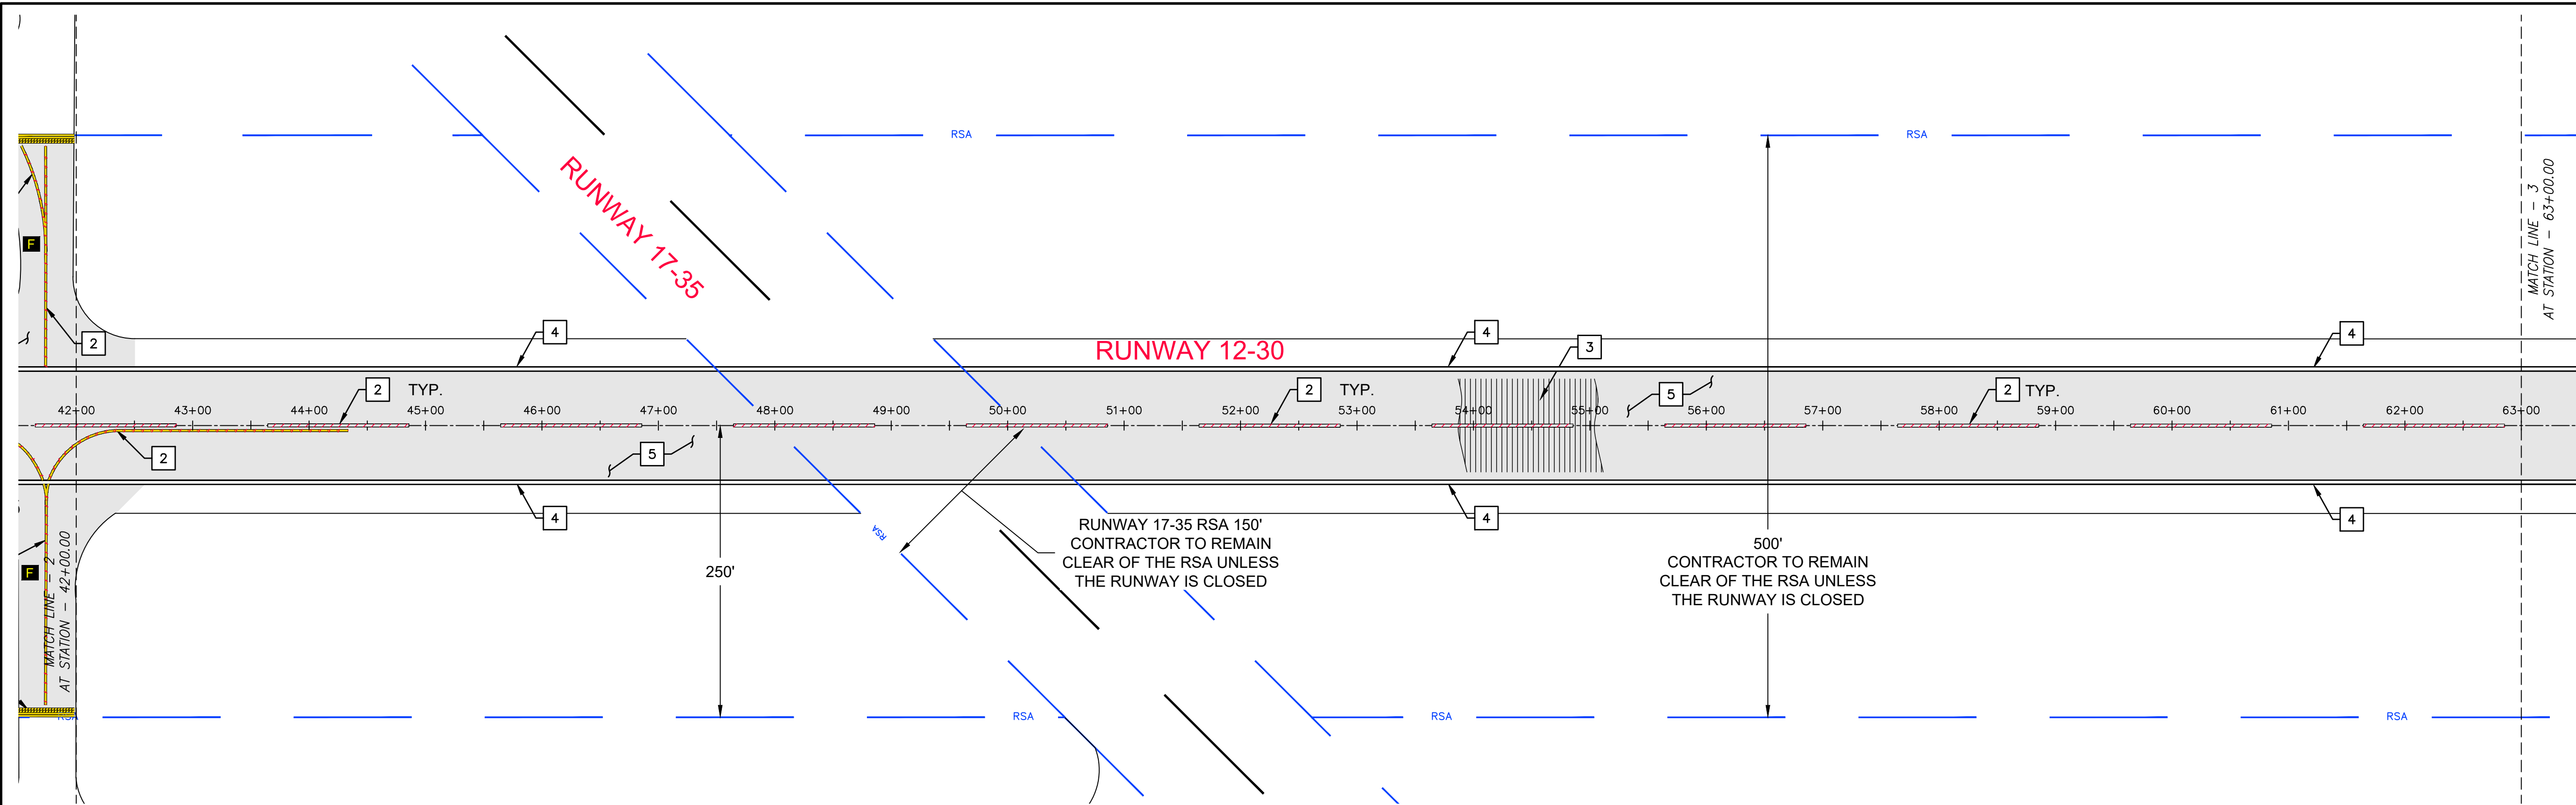 RSA
RSA
RUNWAY 17-35
MATCH LINE - 3
AT STATION - 63+00.00
F
2
4
RUNWAY 12-30
4
3
4
2 TYP.
2 TYP.
5
2 TYP.
42+00
43+00
44+00
45+00
46+00
47+00
48+00
49+00
50+00
51+00
52+00
53+00
54+00
55+00
56+00
57+00
58+00
59+00
60+00
61+00
62+00
63+00
2
5
4
4
4
RSA
RUNWAY 17-35 RSA 150'
CONTRACTOR TO REMAIN
CLEAR OF THE RSA UNLESS
THE RUNWAY IS CLOSED
500'
CONTRACTOR TO REMAIN
CLEAR OF THE RSA UNLESS
THE RUNWAY IS CLOSED
250'
F
MATCH LINE - 2
AT STATION - 42+00.00
RSA
RSA
RSA
RSA